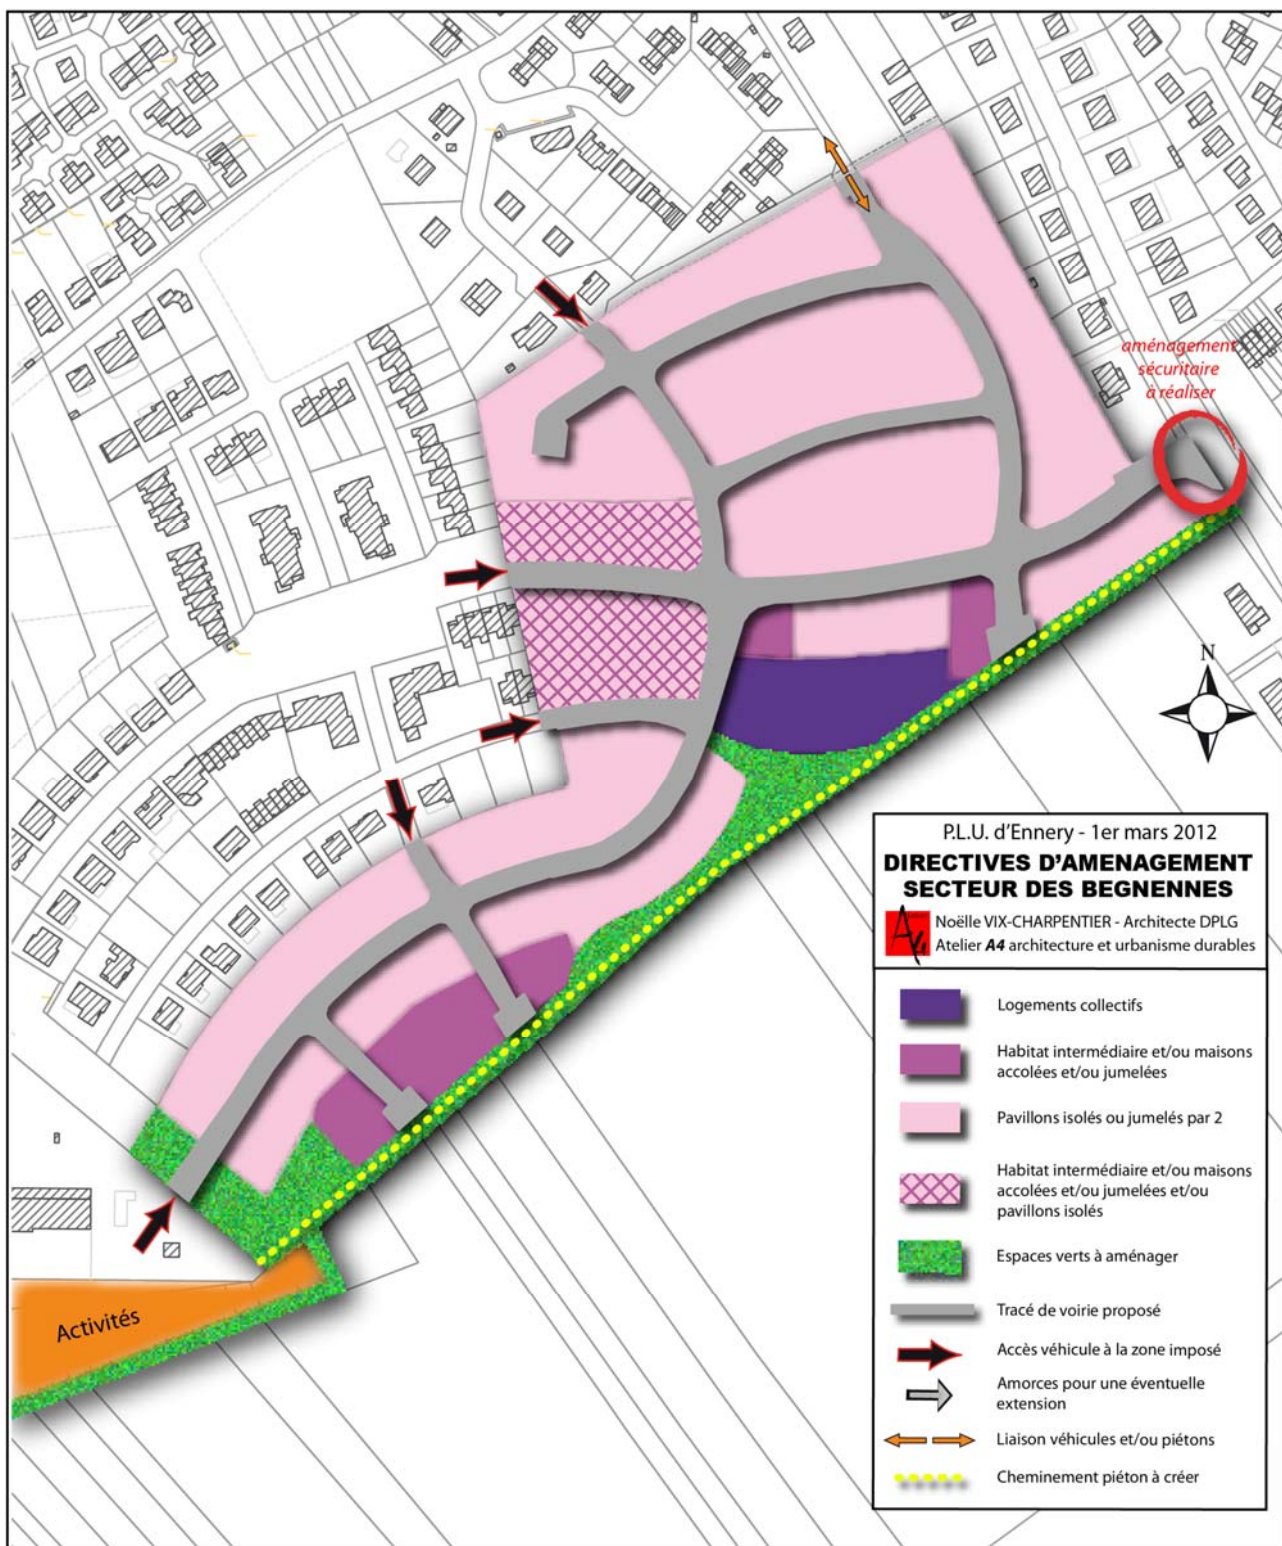 aménagement
sécuritaire
à réaliser
N
P.L.U. d'Ennery - 1er mars 2012
DIRECTIVES D'AMENAGEMENT
SECTEUR DES BEGNENNES
Noëlle VIX-CHARPENTIER - Architecte DPLG
Atelier A4 architecture et urbanisme durables
Logements collectifs
Habitat intermédiaire et/ou maisons
accolées et/ou jumelées
Pavillons isolés ou jumelés par 2
Habitat intermédiaire et/ou maisons
accolées et/ou jumelées et/ou
pavillons isolés
Espaces verts à aménager
Tracé de voirie proposé
Accès véhicule à la zone imposé
Amorces pour une éventuelle
extension
Liaison véhicules et/ou piétons
Cheminement piéton à créer
Activités